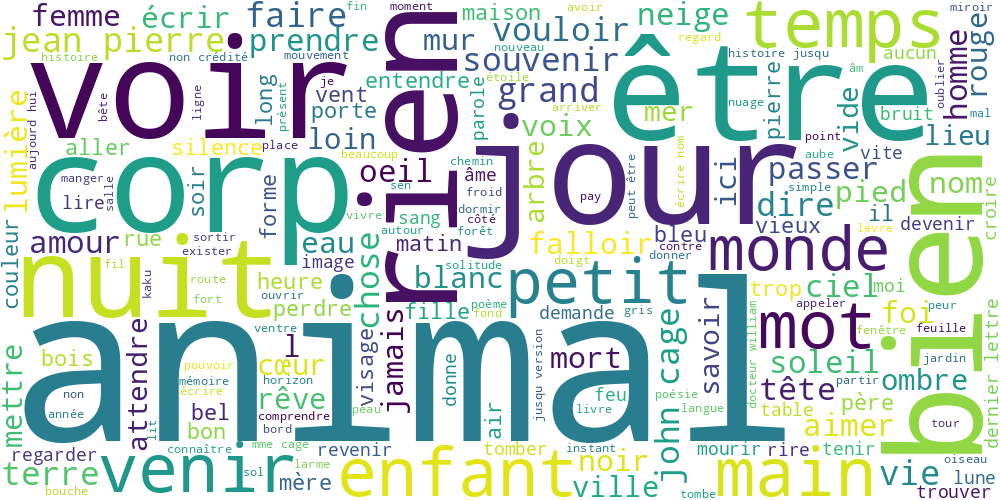 femme
écrir
faire
fin
moment
maison
avoir
neige
temps
miroir
jean pierre
prendre
mur
vouloir
nouveau
regard
histoire
non crédité
mouvement
souvenir
étoile
histoire jusqu
aucun
homme
oublier
rouge
voir
rien
être
long
je
vent
entendre
grand
arriver
nuage
âm
lumière
aujourd hui
bête
ligne
présent
porte
parole
mer
pierre
vide
bruit
mal
aller
silence
place
loin
jour
voix
point
lieu
corp
soir
forme
beaucoup
oeil
chemin
âme
arbre
écrire nom
peut être
ici
aube
vite
passer
manger
lire
salle
sen
froid
dormir
côté
pay
simple
dire
pied
nom
croire
bien
couleur
amour
rue
sortir
exister
eau
vivre
sang
autour
forêt
matin
falloir
bleu
contre
vieux
il
lèvre
devenir
nuit
fil
kaku
route
fort
image
heure
ouvrir
perdre
chose
blanc
solitude
doigt
petit
donner
monde
trop
ciel
moi
animal
ventre
fille
poème
fond
demande
gris
savoir
docteur william
appeler
mot
foi
peur
fenêtre
feuille
mettre
bois
attendre
pouvoir
l
cœur
visage
jamais
donne
jusqu version
mort
john cage
soleil
jardin
dernier lettre
non
mémoire
horizon
écrire
rêve
peau
air
feu
livre
poësie
langue
tête
partir
ombre
année
lit
bel
bon
comprendre
bord
table
père
aimer
tour
regarder
connaître
mme cage
revenir
tomber
instant
noir
mourir
rire
tenir
oiseau
terre
venir
sol
larme
mère
enfant
ville
tombe
main
vie
lune
trouver
bouche